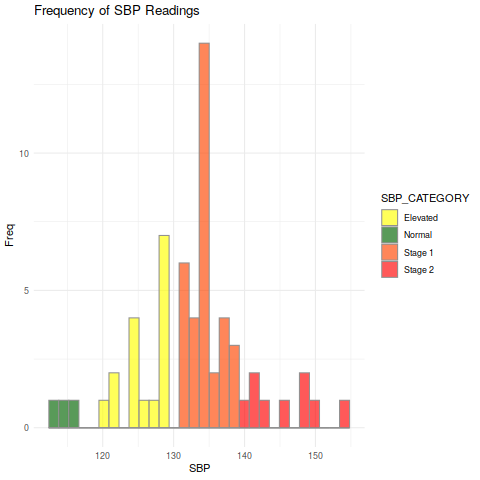 Frequency of SBP Readings
10
5
0
Freq
120
130
140
150
SBP
SBP_CATEGORY
Elevated
Normal
Stage 1
Stage 2